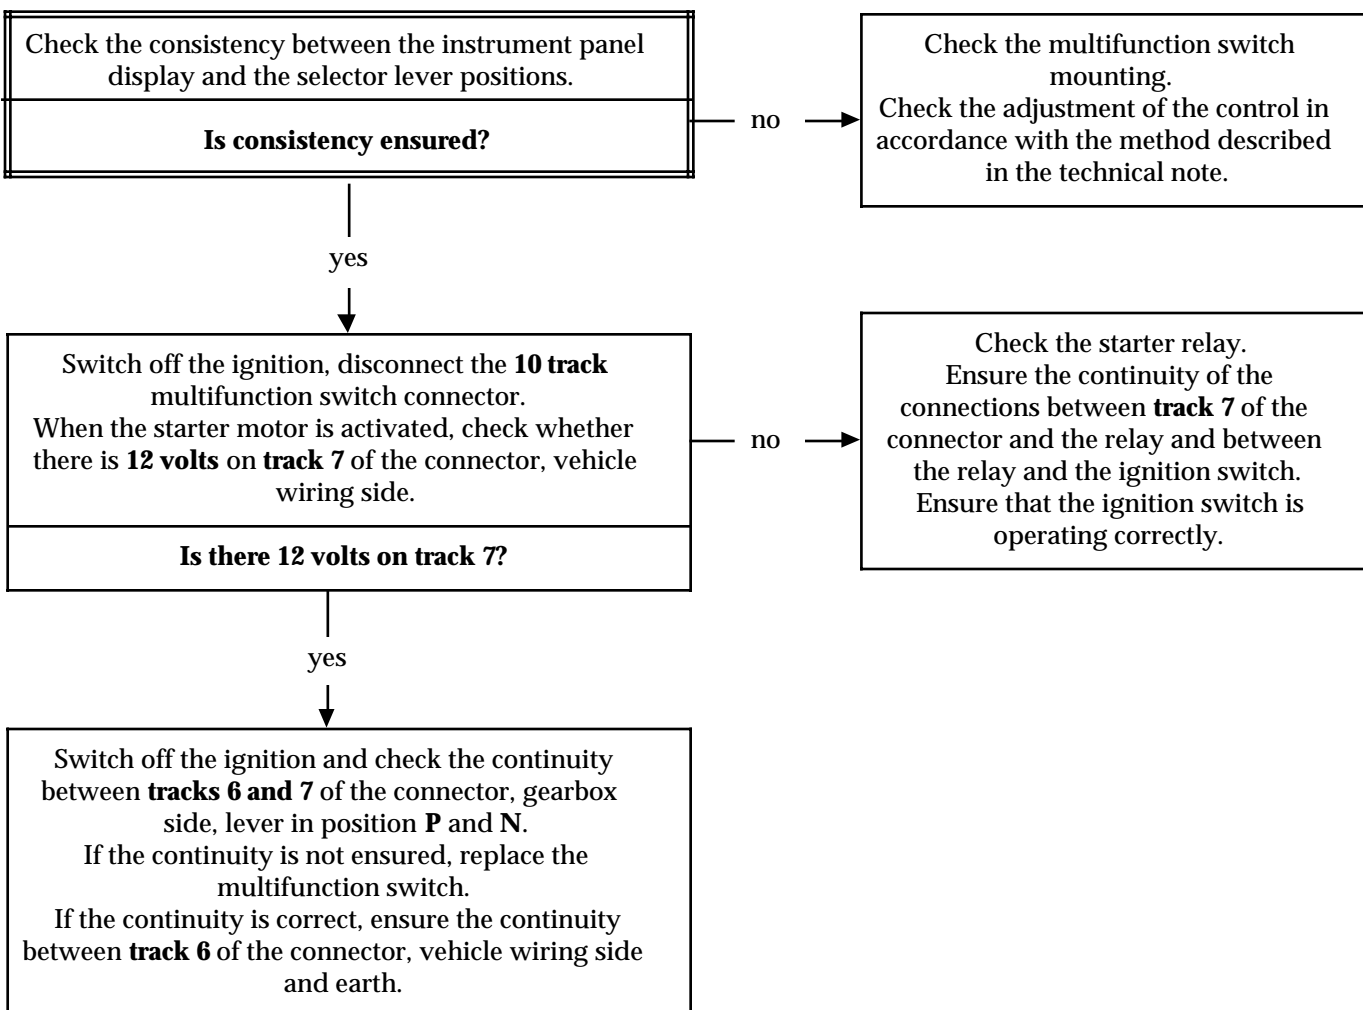 Check the consistency between the instrument panel
display and the selector lever positions.
Is consistency ensured?
no
Check the multifunction switch
mounting.
Check the adjustment of the control in
accordance with the method described
in the technical note.
yes
Switch off the ignition, disconnect the 10 track
multifunction switch connector.
When the starter motor is activated, check whether
there is 12 volts on track 7 of the connector, vehicle
wiring side.
Is there 12 volts on track 7?
no
Check the starter relay.
Ensure the continuity of the
connections between track 7 of the
connector and the relay and between
the relay and the ignition switch.
Ensure that the ignition switch is
operating correctly.
yes
Switch off the ignition and check the continuity
between tracks 6 and 7 of the connector, gearbox
side, lever in position P and N.
If the continuity is not ensured, replace the
multifunction switch.
If the continuity is correct, ensure the continuity
between track 6 of the connector, vehicle wiring side
and earth.